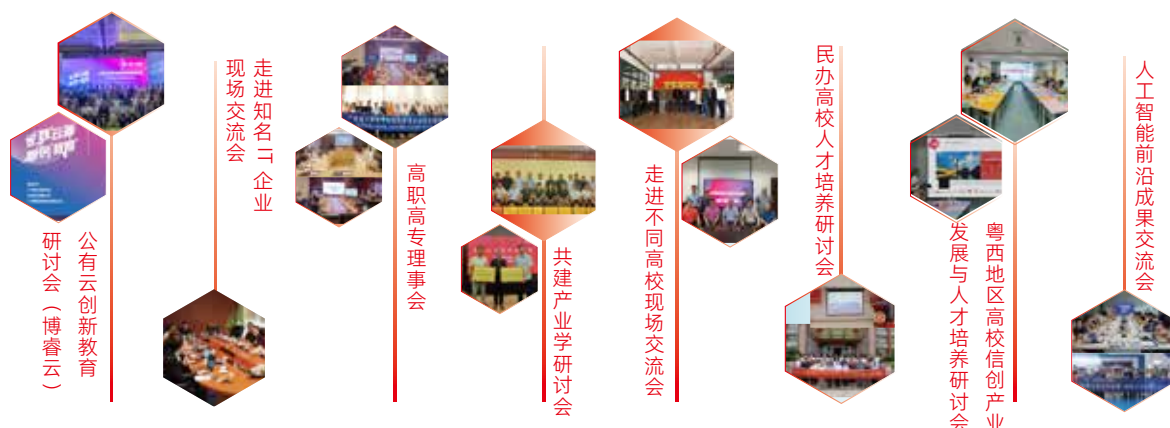 公有云创新教育
研讨会（博睿云）
走进知名 IT 企业
现场交流会
高职高专理事会
共建产业学研讨会
走进不同高校现场交流会
民办高校人才培养研讨会
粤西地区高校信创产业
发展与人才培养研讨会
人工智能前沿成果交流会